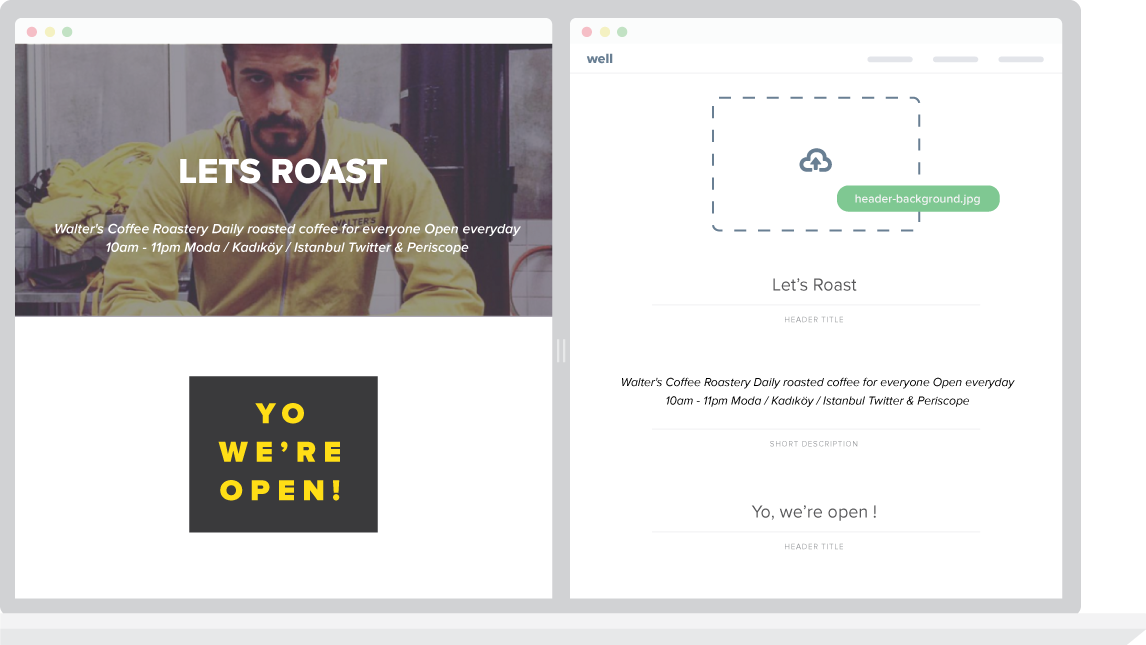 LETS ROAST
WALTER'S
W
Walter's Coffee Roastery Daily roasted coffee for everyone Open everyday
10am - 11pm Moda / Kadıköy / Istanbul Twitter & Periscope
YO
WE’RE
OPEN!
well
header-background.jpg
Let’s Roast
HEADER TITLE
Walter's Coffee Roastery Daily roasted coffee for everyone Open everyday
10am - 11pm Moda / Kadıköy / Istanbul Twitter & Periscope
SHORT DESCRIPTION
Yo, we’re open !
HEADER TITLE